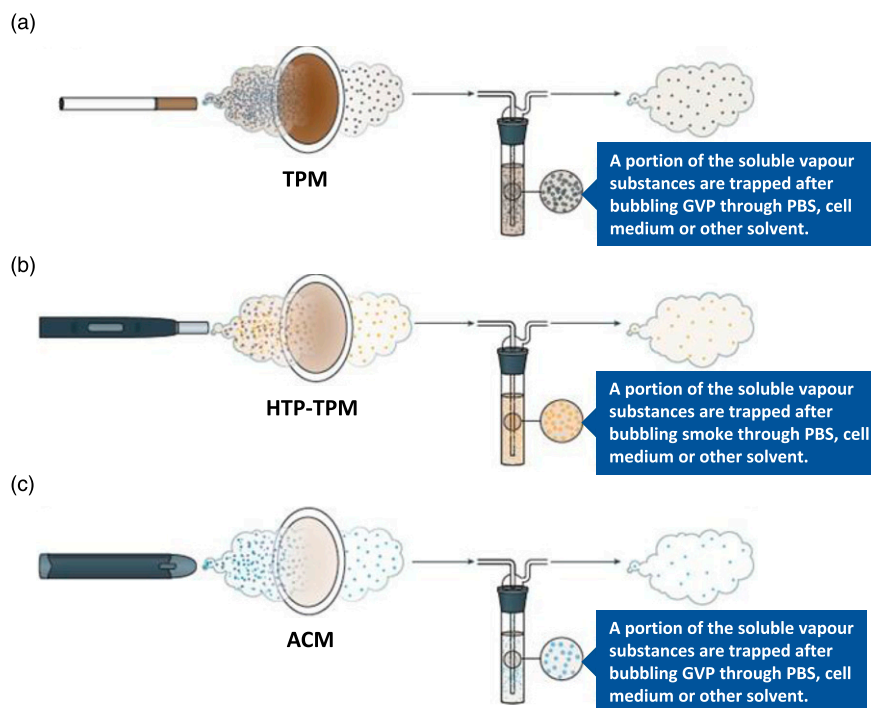 (a)
TPM
A portion of the soluble vapour
substances are trapped after
bubbling GVP through PBS, cell
medium or other solvent.
(b)
HTP-TPM
A portion of the soluble vapour
substances are trapped after
bubbling smoke through PBS, cell
medium or other solvent.
(c)
ACM
A portion of the soluble vapour
substances are trapped after
bubbling GVP through PBS, cell
medium or other solvent.